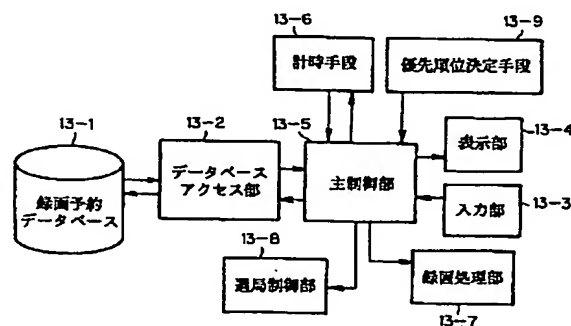 13-6
計時手段
13-9
優先順位決定手段
13-1
録画予約
データベース
13-2
データベース
アクセス部
13-5
主制御部
13-4
表示部
入力部
13-3
13-8
選局制御部
録画処理部
13-7